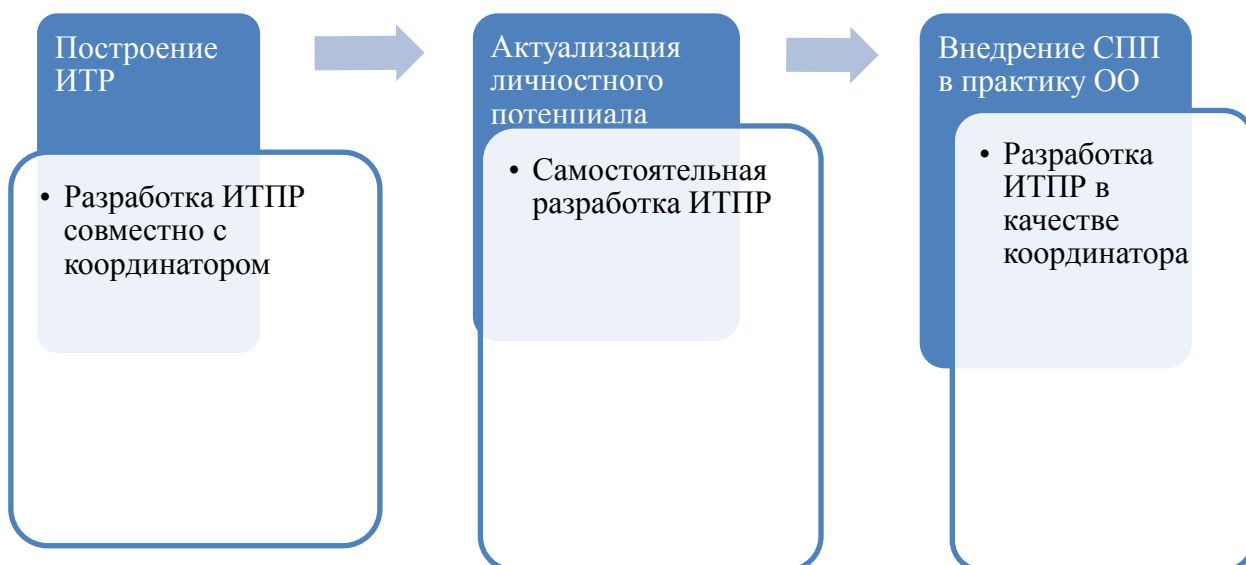 Построение
ИТР
• Разработка ИТПР
совместно с
координатором
Актуализация
личностного
потенциала
• Самостоятельная
разработка ИТПР
Внедрение СПП
в практику ОО
• Разработка
ИТПР в
качестве
координатора